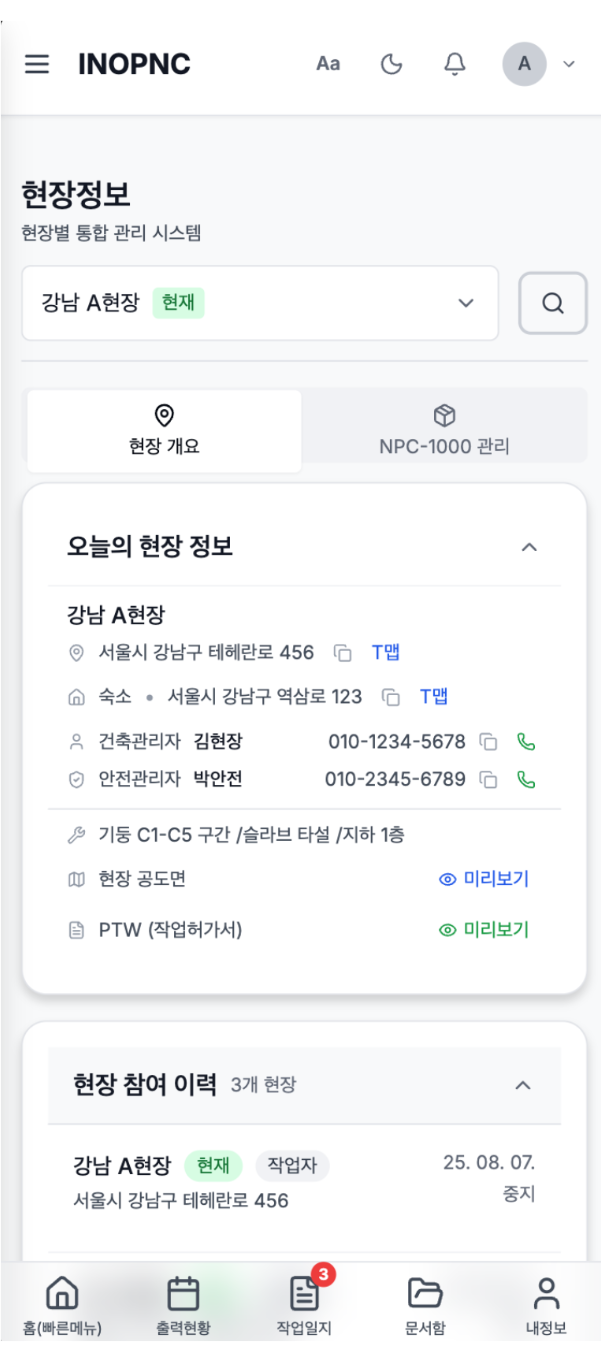 INOPNC Aa A
현장정보
현장별 통합 관리 시스템
강남 A현장 현재
현장 개요
NPC-1000 관리
오늘의 현장 정보
강남 A현장
서울시 강남구 테헤란로 456 T맵
숙소 • 서울시 강남구 역삼로 123 T맵
건축관리자 김현장 010-1234-5678
안전관리자 박안전 010-2345-6789
기둥 C1-C5 구간 /슬라브 타설 /지하 1층
현장 공도면 미리보기
PTW (작업허가서) 미리보기
현장 참여 이력 3개 현장
강남 A현장 현재 작업자 25. 08. 07.
서울시 강남구 테헤란로 456 중지
3
홈(빠른메뉴) 출력현황 작업일지 문서함 내정보